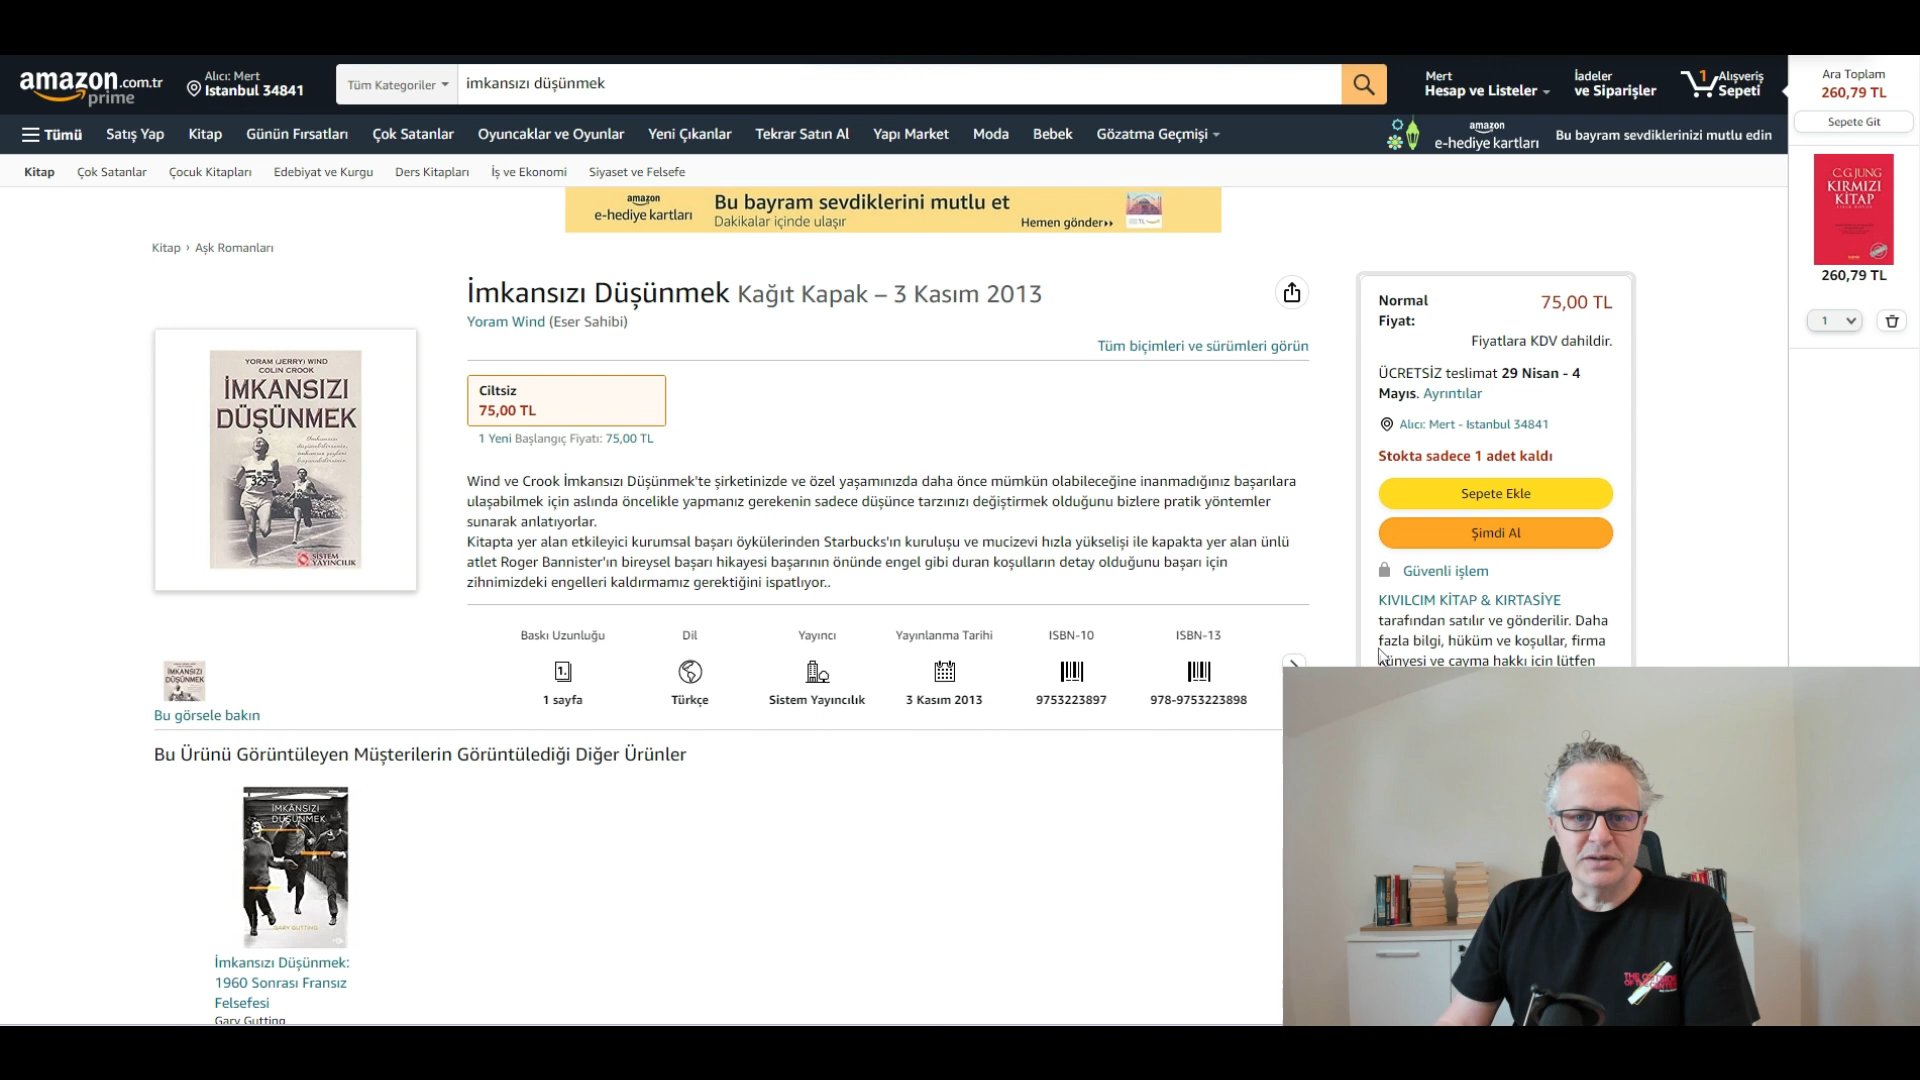 amazon.com.tr
prime
Alıcı: Mert
Istanbul 34841
Tüm Kategoriler
imkansızı düşünmek
Mert
Hesap ve Listeler
İadeler
ve Siparişler
1
Alışveriş
Sepeti
Ara Toplam
260,79 TL
Sepete Git
Tümü
Satış Yap
Kitap
Günün Fırsatları
Çok Satanlar
Oyuncaklar ve Oyunlar
Yeni Çıkanlar
Tekrar Satın Al
Yapı Market
Moda
Bebek
Gözatma Geçmişi
amazon
e-hediye kartları
Bu bayram sevdiklerinizi mutlu edin
Kitap
Çok Satanlar
Çocuk Kitapları
Edebiyat ve Kurgu
Ders Kitapları
İş ve Ekonomi
Siyaset ve Felsefe
amazon
e-hediye kartları
Bu bayram sevdiklerini mutlu et
Dakikalar içinde ulaşır
Hemen gönder
C.G.JUNG
KIRMIZI
KİTAP
260,79 TL
1
Kitap › Aşk Romanları
İmkansızı Düşünmek Kağıt Kapak – 3 Kasım 2013
Yoram Wind (Eser Sahibi)
Tüm biçimleri ve sürümleri görün
Ciltsiz
75,00 TL
1 Yeni Başlangıç Fiyatı: 75,00 TL
YORAM (JERRY) WIND
COLIN CROOK
İMKANSIZI
DÜŞÜNMEK
İmkansızı
düşünebilirseniz,
imkansız şeyleri
başarabilirsiniz
329
SİSTEM
YAYINCILIK
Wind ve Crook İmkansızı Düşünmek'te şirketinizde ve özel yaşamınızda daha önce mümkün olabileceğine inanmadığınız başarılara
ulaşabilmek için aslında öncelikle yapmanız gerekenin sadece düşünce tarzınızı değiştirmek olduğunu bizlere pratik yöntemler
sunarak anlatıyorlar.
Kitapta yer alan etkileyici kurumsal başarı öykülerinden Starbucks'ın kuruluşu ve mucizevi hızla yükselişi ile kapakta yer alan ünlü
atlet Roger Bannister'ın bireysel başarı hikayesi başarının önünde engel gibi duran koşulların detay olduğunu başarı için
zihnimizdeki engelleri kaldırmamız gerektiğini ispatlıyor..
Normal
Fiyat:
75,00 TL
Fiyatlara KDV dahildir.
ÜCRETSİZ teslimat 29 Nisan - 4
Mayıs. Ayrıntılar
Alıcı: Mert - Istanbul 34841
Stokta sadece 1 adet kaldı
Sepete Ekle
Şimdi Al
Güvenli işlem
KIVILCIM KİTAP & KIRTASİYE
tarafından satılır ve gönderilir. Daha
fazla bilgi, hüküm ve koşullar, firma
künyesi ve cayma hakkı için lütfen
Baskı Uzunluğu
1 sayfa
Dil
Türkçe
Yayıncı
Sistem Yayıncılık
Yayınlanma Tarihi
3 Kasım 2013
ISBN-10
9753223897
ISBN-13
978-9753223898
İMKANSIZI
DÜŞÜNMEK
Bu görsele bakın
Bu Ürünü Görüntüleyen Müşterilerin Görüntülediği Diğer Ürünler
İMKÂNSIZI
DÜŞÜNMEK
GARY GUTTING
İmkansızı Düşünmek:
1960 Sonrası Fransız
Felsefesi
Gary Gutting